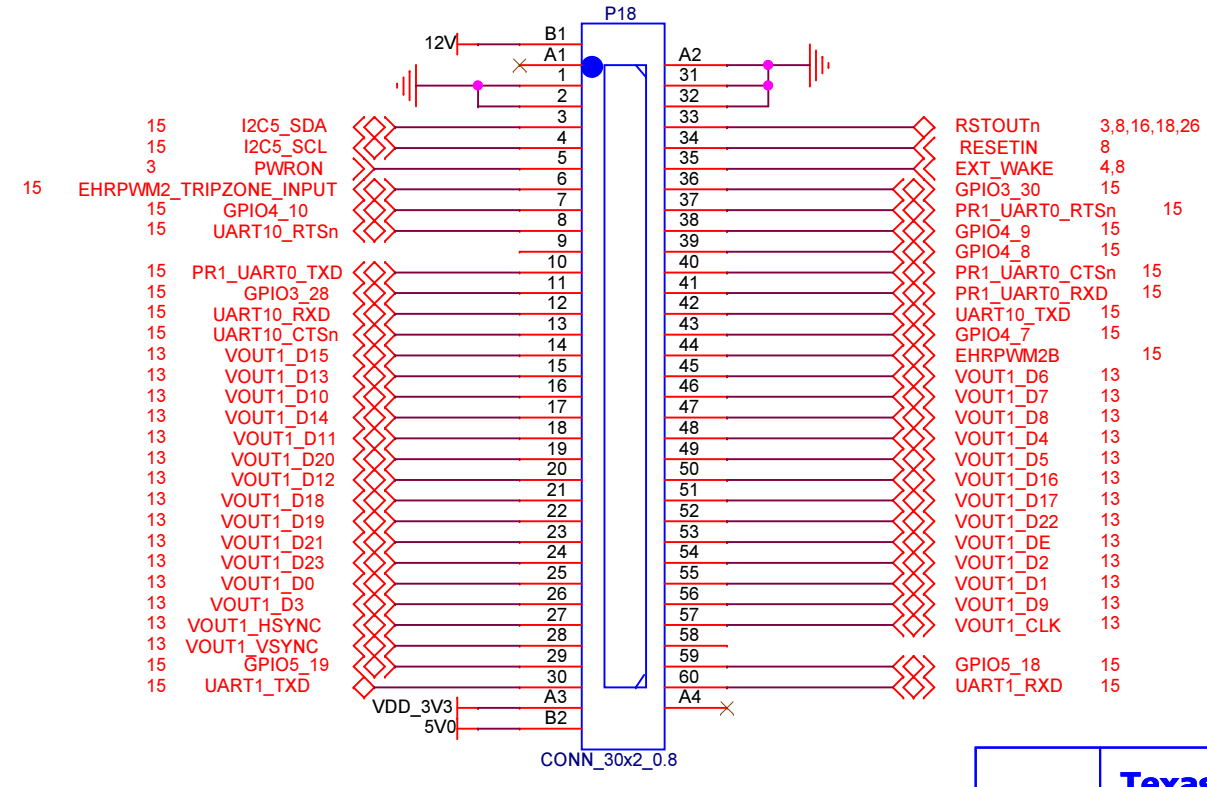 P18
12V B1
A1 A2
1 31
2 32
15 I2C5_SDA 3 33 RSTOUTn 3,8,16,18,26
15 I2C5_SCL 4 34 RESETIN 8
3 PWRON 5 35 EXT_WAKE 4,8
15 EHRPWM2_TRIPZONE_INPUT 6 36 GPIO3_30 15
15 GPIO4_10 7 37 PR1_UART0_RTSn 15
15 UART10_RTSn 8 38 GPIO4_9 15
9 39 GPIO4_8 15
15 PR1_UART0_TXD 10 40 PR1_UART0_CTSn 15
15 GPIO3_28 11 41 PR1_UART0_RXD 15
15 UART10_RXD 12 42 UART10_TXD 15
15 UART10_CTSn 13 43 GPIO4_7 15
13 VOUT1_D15 14 44 EHRPWM2B 15
13 VOUT1_D13 15 45 VOUT1_D6 13
13 VOUT1_D10 16 46 VOUT1_D7 13
13 VOUT1_D14 17 47 VOUT1_D8 13
13 VOUT1_D11 18 48 VOUT1_D4 13
13 VOUT1_D20 19 49 VOUT1_D5 13
13 VOUT1_D12 20 50 VOUT1_D16 13
13 VOUT1_D18 21 51 VOUT1_D17 13
13 VOUT1_D19 22 52 VOUT1_D22 13
13 VOUT1_D21 23 53 VOUT1_DE 13
13 VOUT1_D23 24 54 VOUT1_D2 13
13 VOUT1_D0 25 55 VOUT1_D1 13
13 VOUT1_D3 26 56 VOUT1_D9 13
13 VOUT1_HSYNC 27 57 VOUT1_CLK 13
13 VOUT1_VSYNC 28 58
15 GPIO5_19 29 59 GPIO5_18 15
15 UART1_TXD 30 60 UART1_RXD 15
VDD_3V3 A3 A4
5V0 B2
CONN_30x2_0.8
Texas